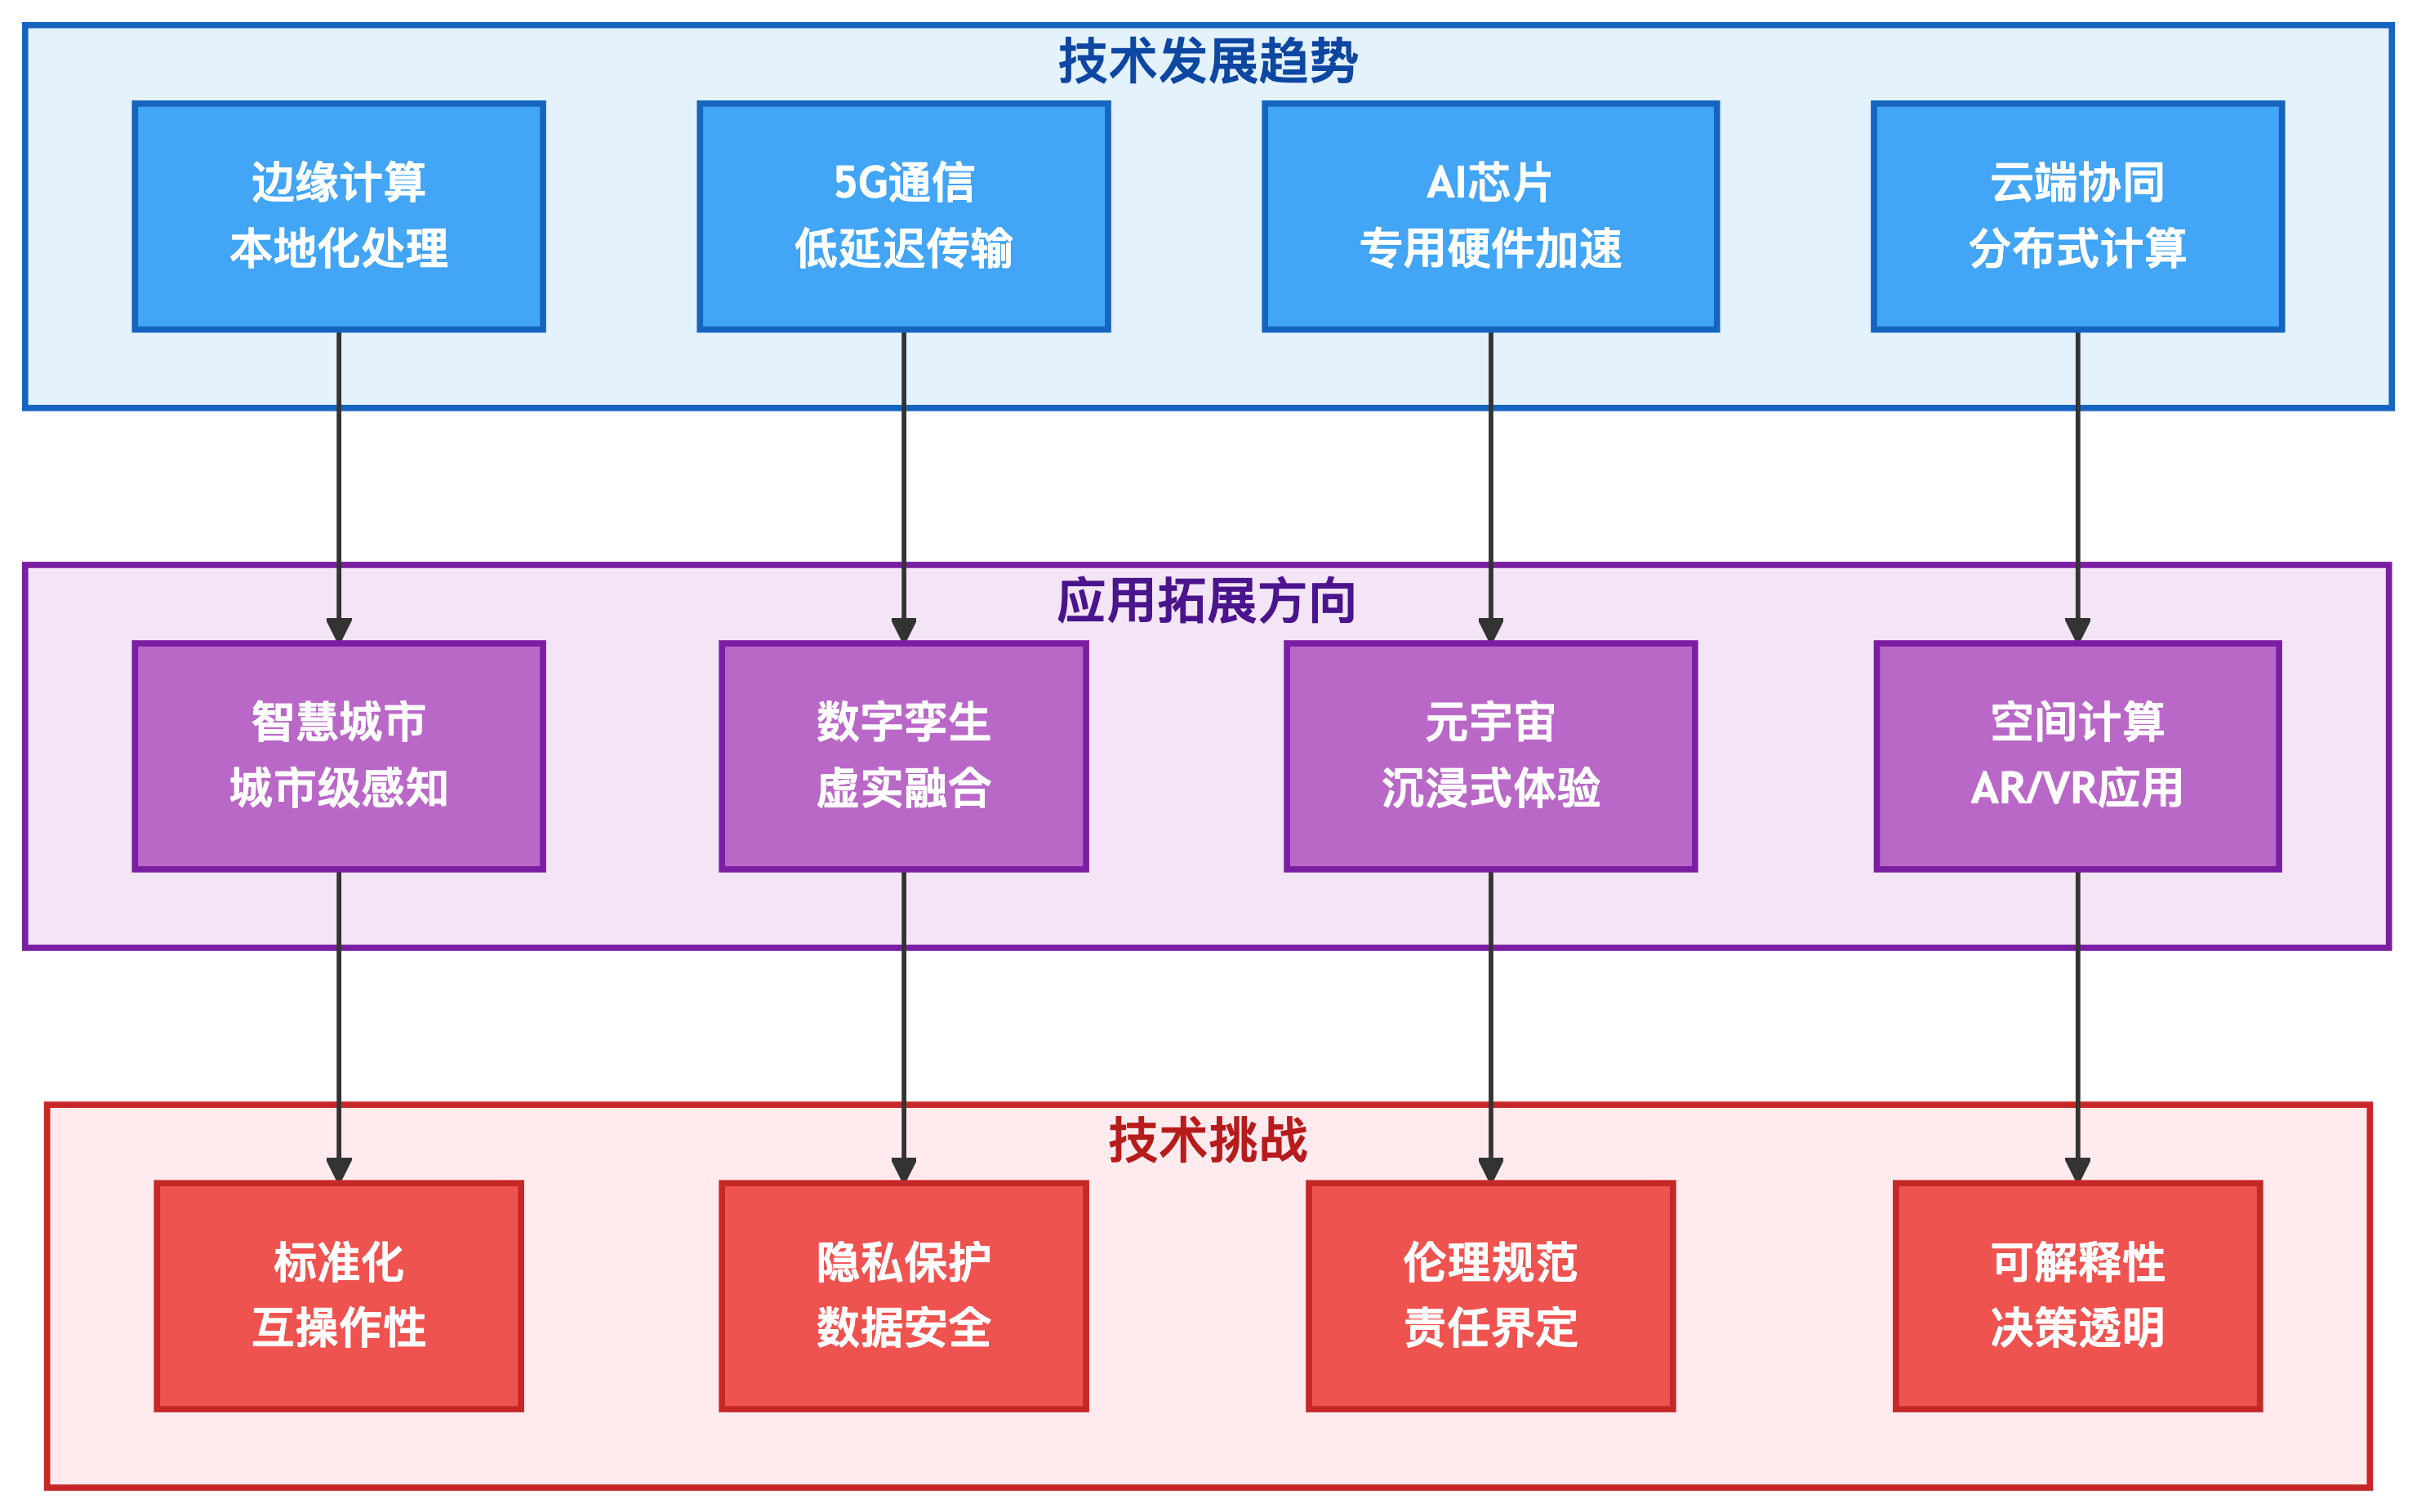 技术发展趋势
边缘计算
本地化处理
5G通信
低延迟传输
AI芯片
专用硬件加速
云端协同
分布式计算
应用拓展方向
智慧城市
城市级感知
数字孪生
虚实融合
元宇宙
沉浸式体验
空间计算
AR/VR应用
技术挑战
标准化
互操作性
隐私保护
数据安全
伦理规范
责任界定
可解释性
决策透明